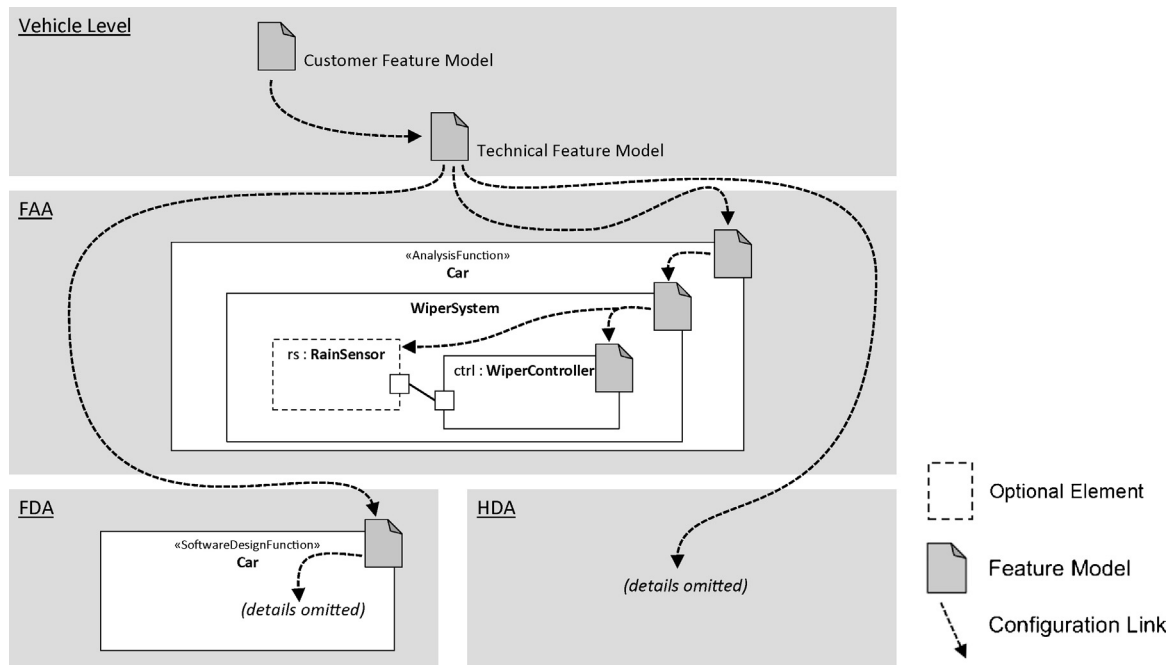 Vehicle Level
Customer Feature Model
Technical Feature Model
FAA
«AnalysisFunction»
Car
WiperSystem
rs : RainSensor
ctrl : WiperController
FDA
«SoftwareDesignFunction»
Car
(details omitted)
HDA
(details omitted)
Optional Element
Feature Model
Configuration Link